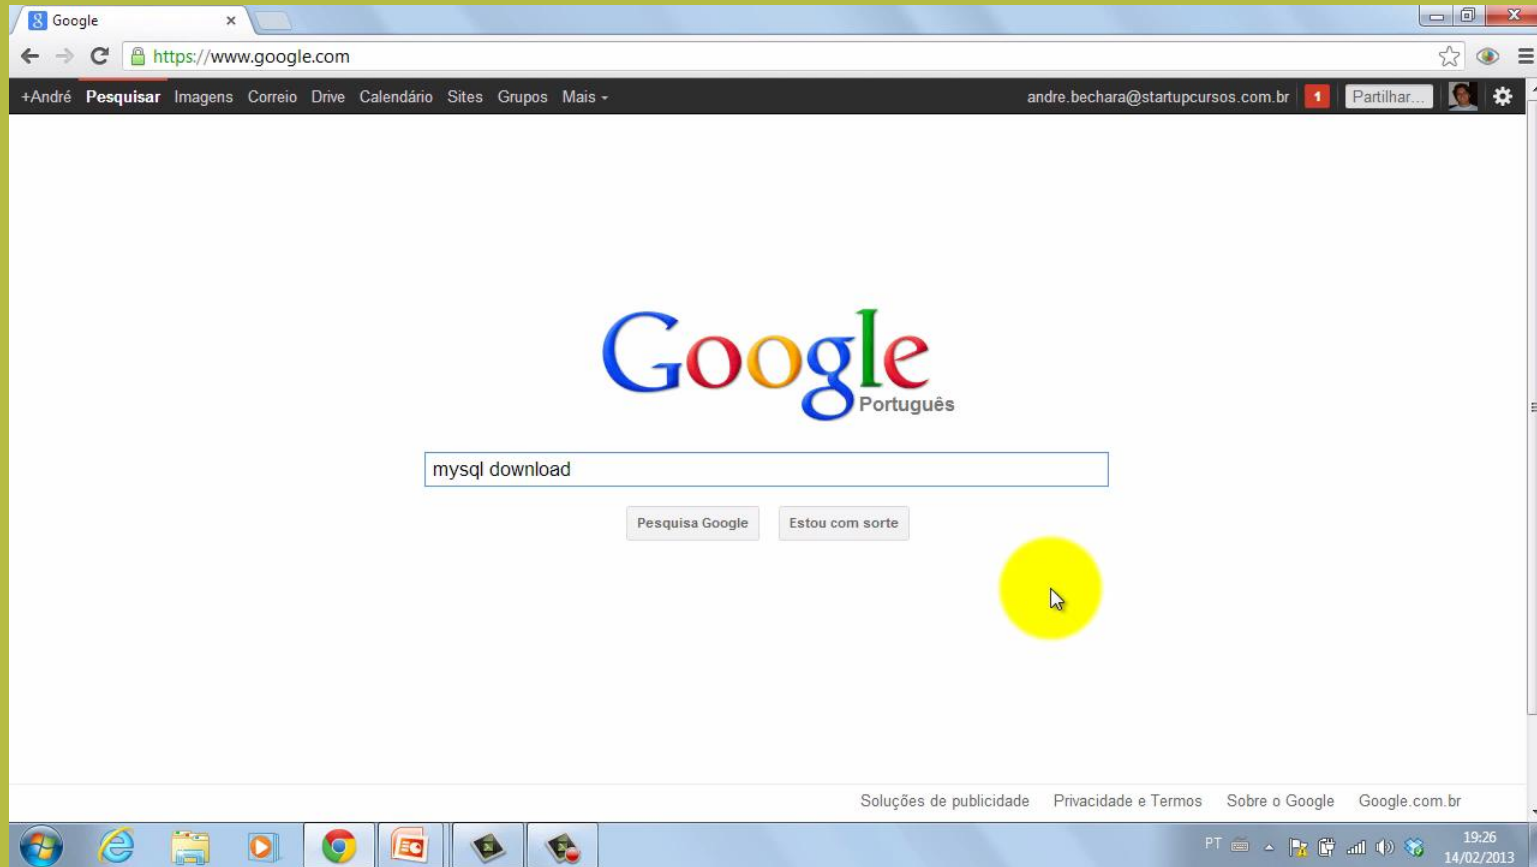 Google
https://www.google.com
+André Pesquisar Imagens Correio Drive Calendário Sites Grupos Mais andre.bechara@startupcursos.com.br 1 Partilhar...
Google
Português
mysql download
Pesquisa Google Estou com sorte
Soluções de publicidade Privacidade e Termos Sobre o Google Google.com.br
PT 19:26
14/02/2013